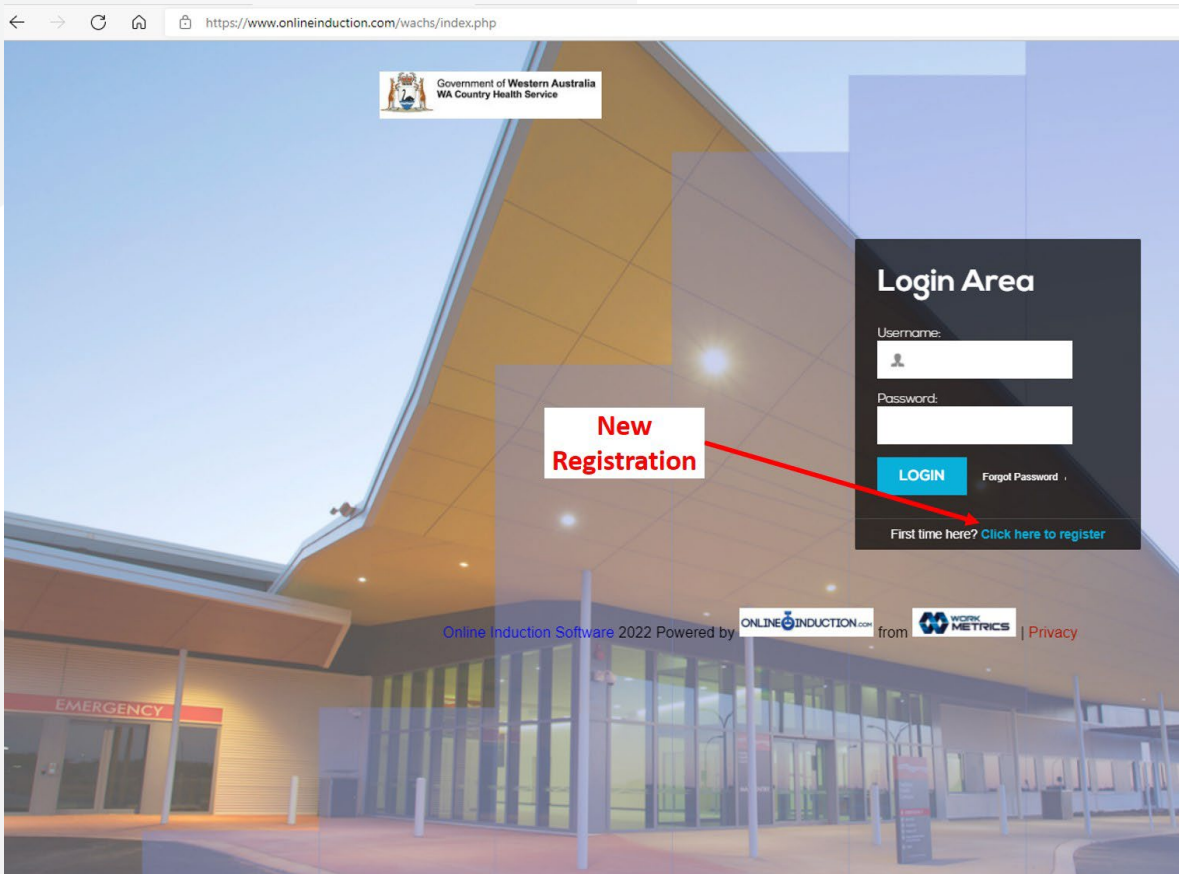 https://www.onlineinduction.com/wachs/index.php
Government of Western Australia
WA Country Health Service
Login Area
Username:
Password:
New
Registration
LOGIN Forgot Password
First time here? Click here to register
Online Induction Software 2022 Powered by ONLINE INDUCTION.COM from WORK METRICS | Privacy
EMERGENCY